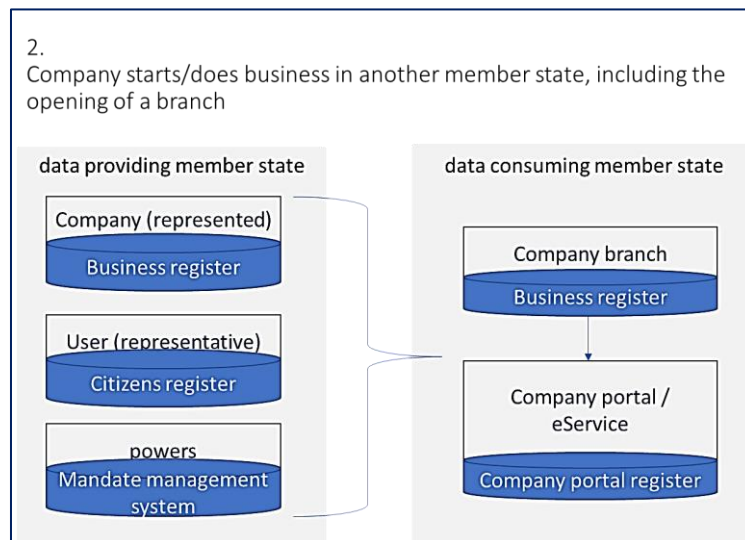 2.
Company starts/does business in another member state, including the
opening of a branch
data providing member state
Company (represented)
Business register
User (representative)
Citizens register
powers
Mandate management
system
data consuming member state
Company branch
Business register
Company portal /
eService
Company portal register